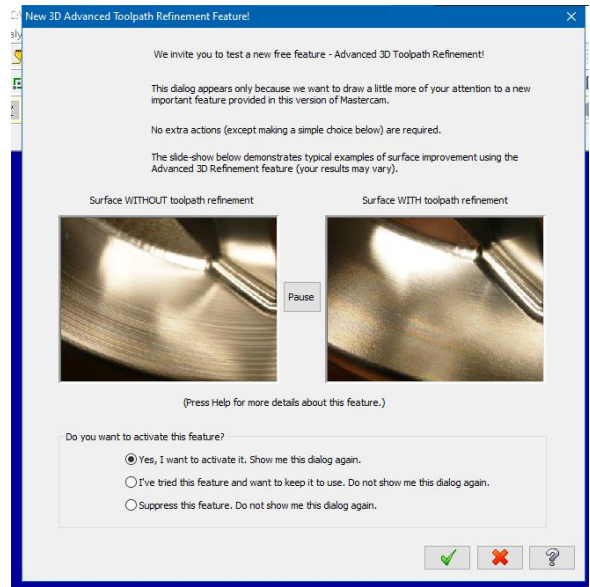 New 3D Advanced Toolpath Refinement Feature!
We invite you to test a new free feature - Advanced 3D Toolpath Refinement!
This dialog appears only because we want to draw a little more of your attention to a new
important feature provided in this version of Mastercam.
No extra actions (except making a simple choice below) are required.
The slide-show below demonstrates typical examples of surface improvement using the
Advanced 3D Refinement feature (your results may vary).
Surface WITHOUT toolpath refinement
Surface WITH toolpath refinement
Pause
(Press Help for more details about this feature.)
Do you want to activate this feature?
Yes, I want to activate it. Show me this dialog again.
I've tried this feature and want to keep it to use. Do not show me this dialog again.
Suppress this feature. Do not show me this dialog again.